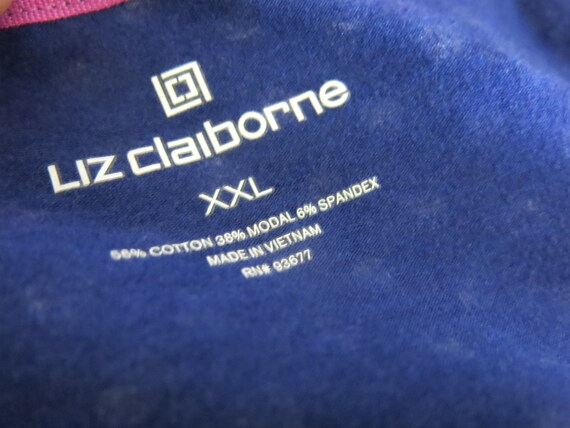 Liz claiborne
XXL
56% COTTON 38% MODAL 6% SPANDEX
MADE IN VIETNAM
RN# 93677